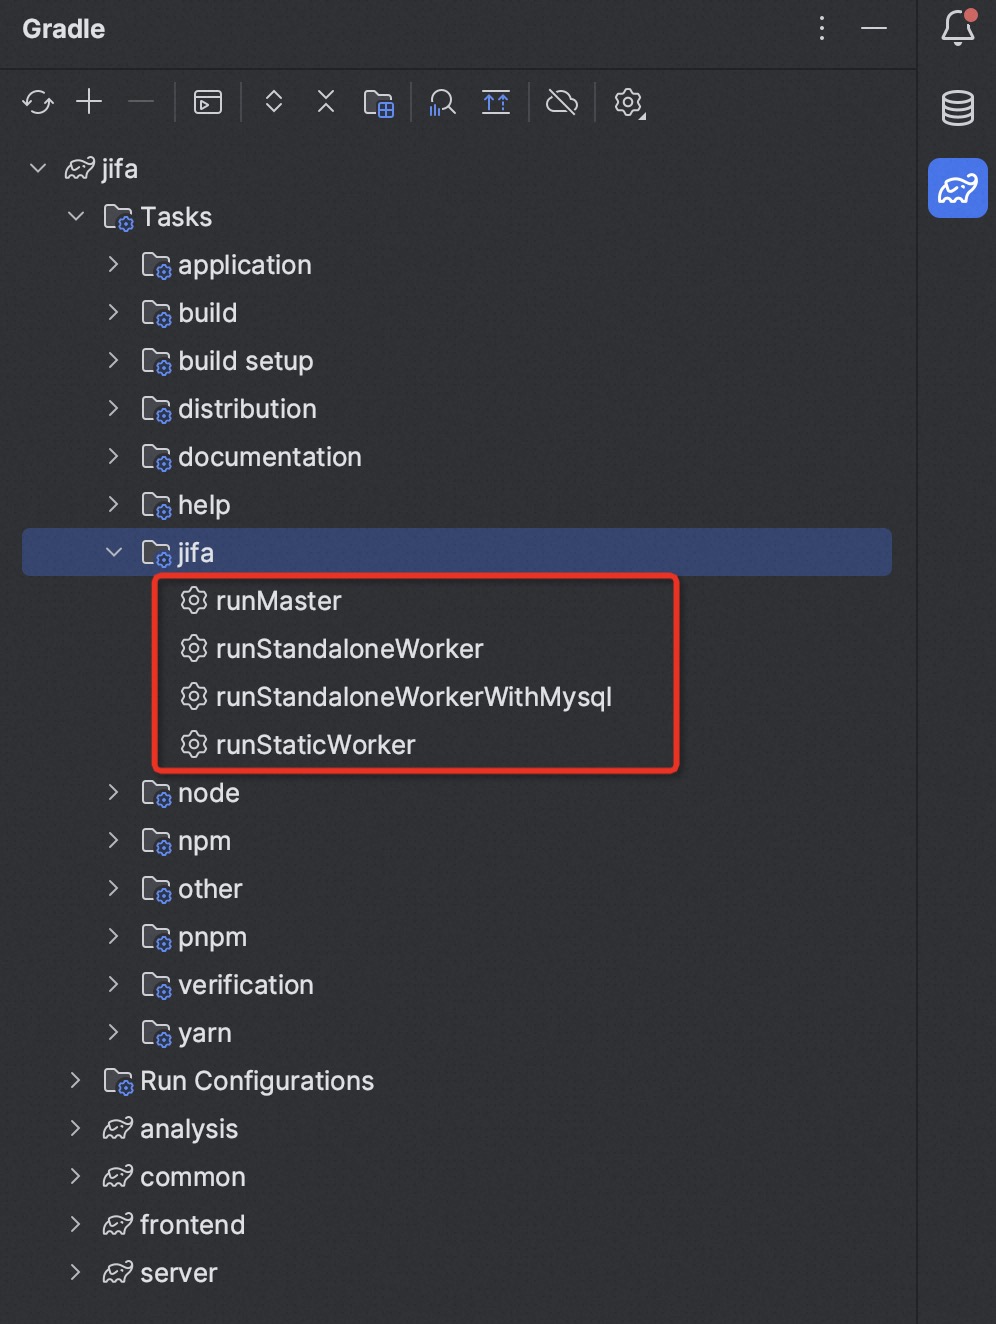 Gradle
jifa
Tasks
application
build
build setup
distribution
documentation
help
jifa
runMaster
runStandaloneWorker
runStandaloneWorkerWithMysql
runStaticWorker
node
npm
other
pnpm
verification
yarn
Run Configurations
analysis
common
frontend
server